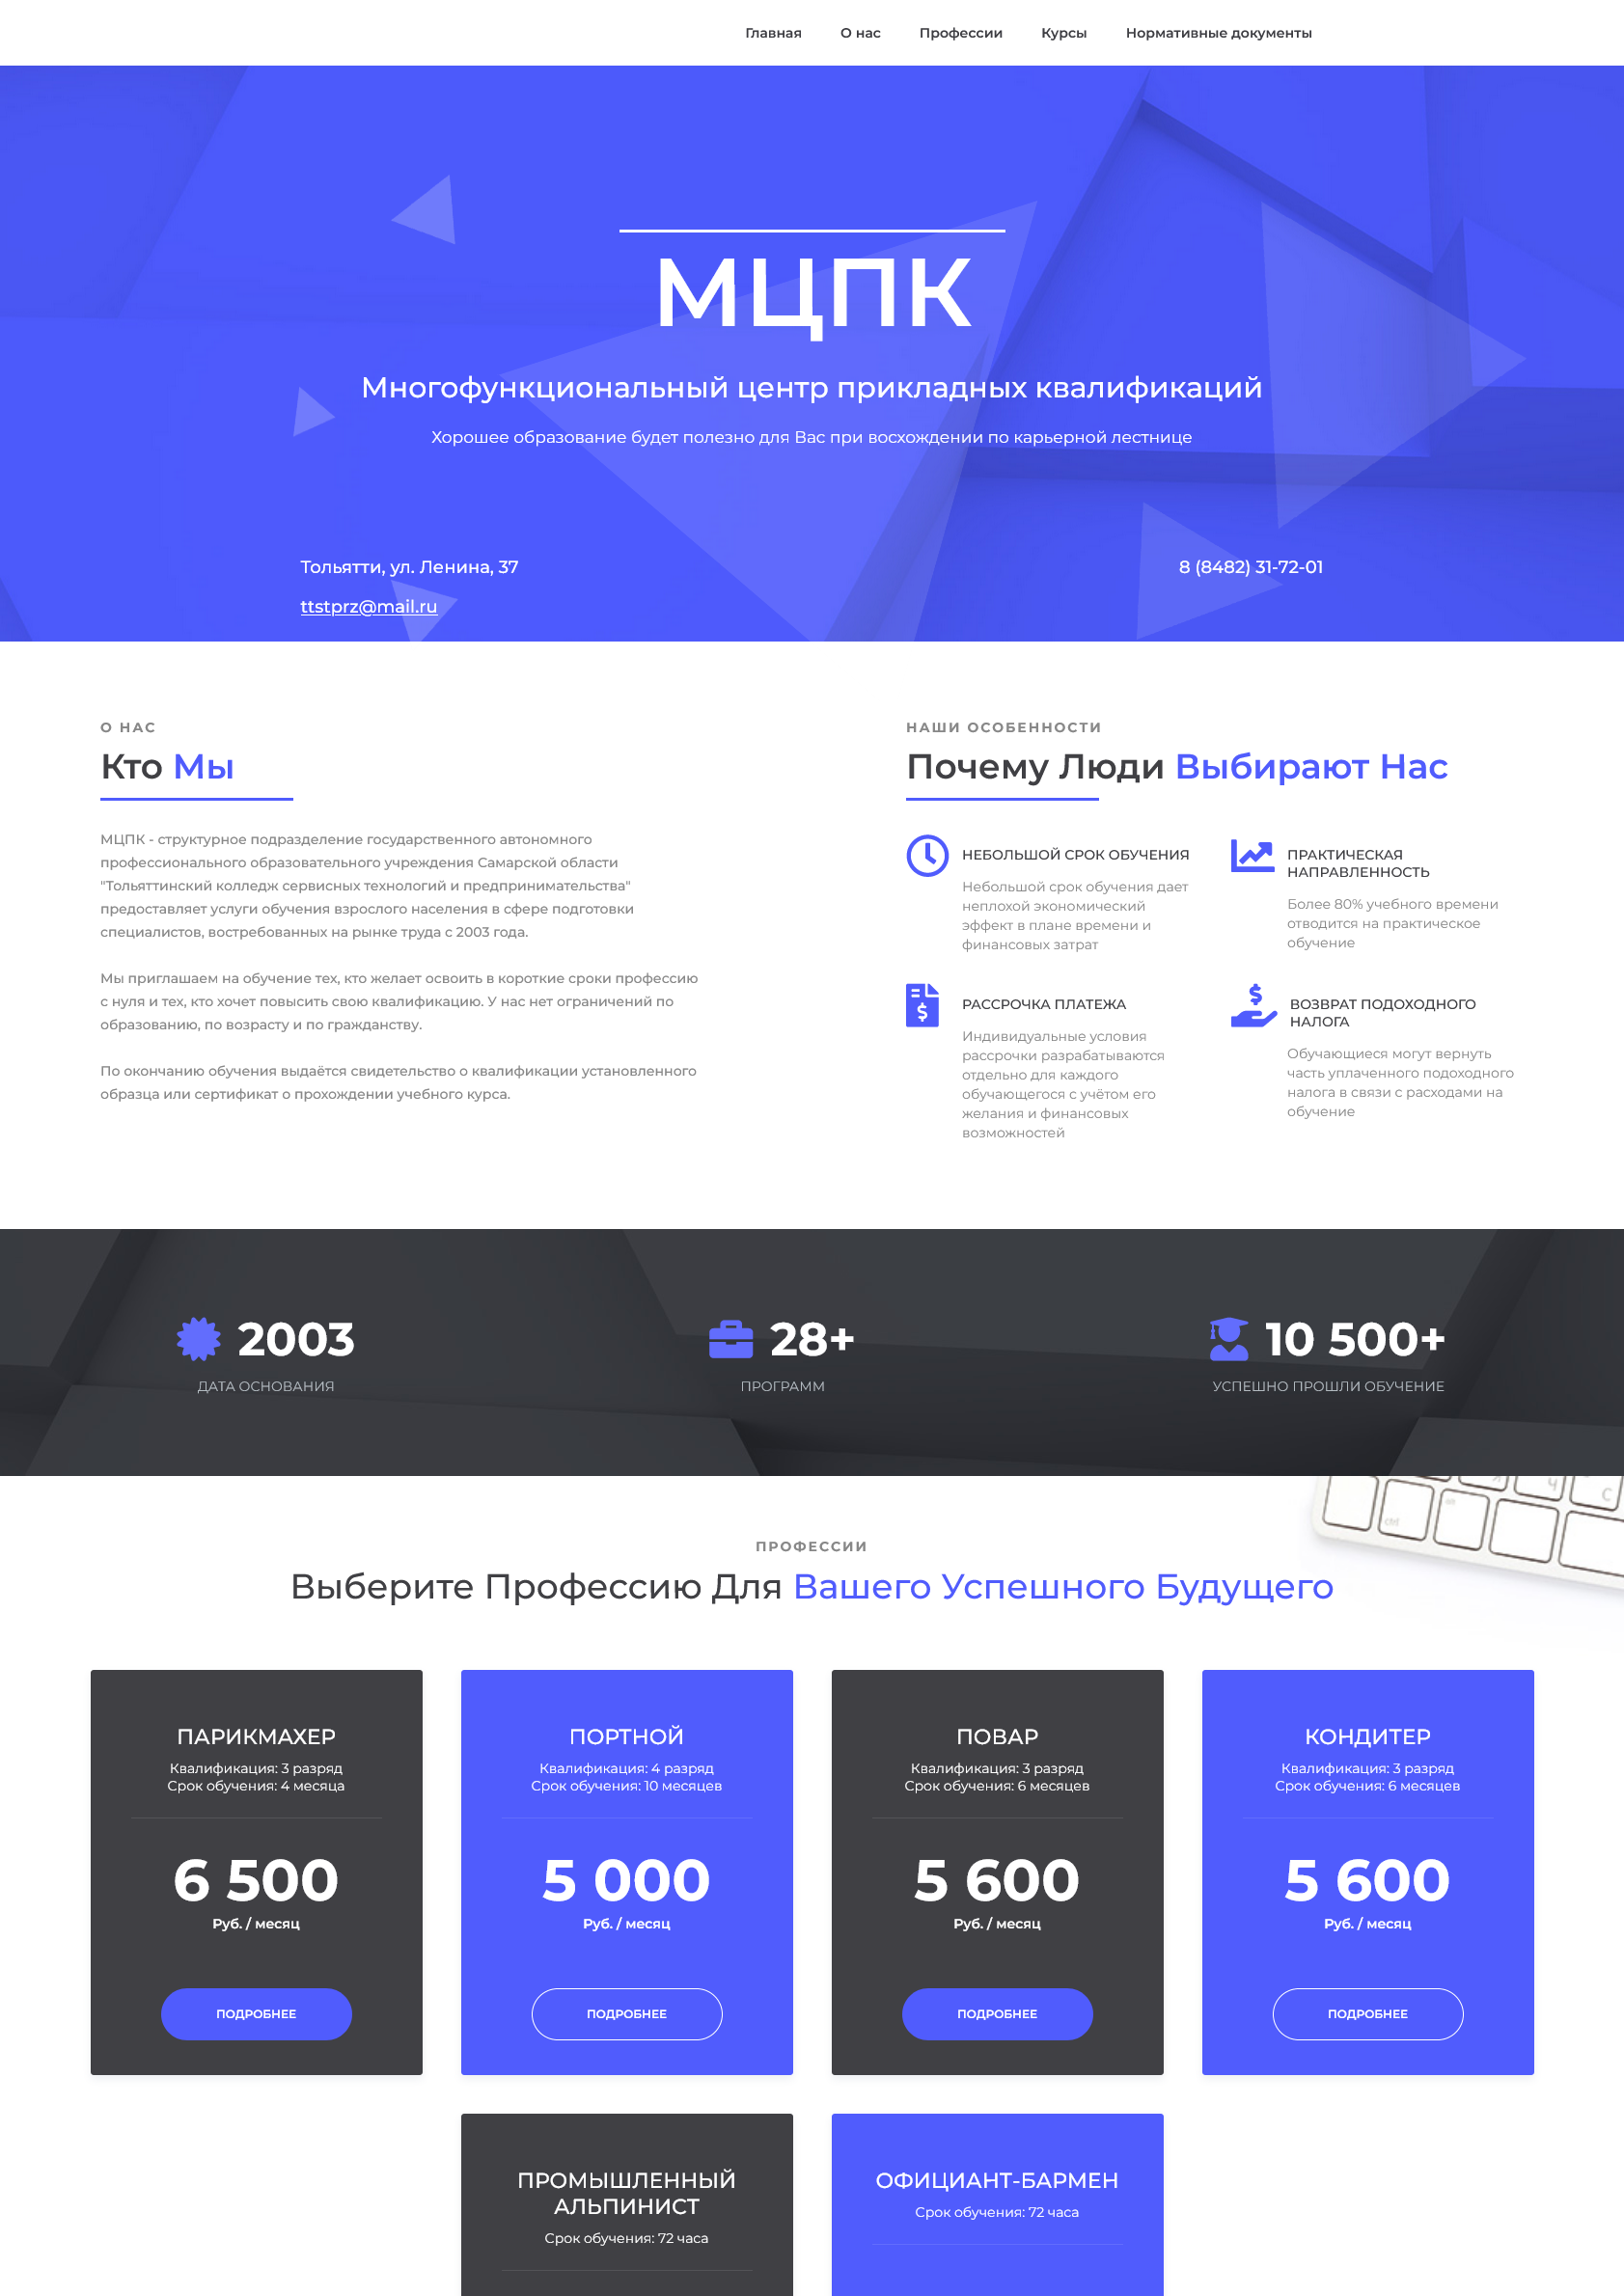 Главная О нас Профессии Курсы Нормативные документы
МЦПК
Многофункциональный центр прикладных квалификаций
Хорошее образование будет полезно для Вас при восхождении по карьерной лестнице
Тольятти, ул. Ленина, 37
8 (8482) 31-72-01
ttstprz@mail.ru
О НАС
Кто Мы
МЦПК - структурное подразделение государственного автономного
профессионального образовательного учреждения Самарской области
"Тольяттинский колледж сервисных технологий и предпринимательства"
предоставляет услуги обучения взрослого населения в сфере подготовки
специалистов, востребованных на рынке труда с 2003 года.
Мы приглашаем на обучение тех, кто желает освоить в короткие сроки профессию
с нуля и тех, кто хочет повысить свою квалификацию. У нас нет ограничений по
образованию, по возрасту и по гражданству.
По окончанию обучения выдаётся свидетельство о квалификации установленного
образца или сертификат о прохождении учебного курса.
НАШИ ОСОБЕННОСТИ
Почему Люди Выбирают Нас
НЕБОЛЬШОЙ СРОК ОБУЧЕНИЯ
Небольшой срок обучения дает
неплохой экономический
эффект в плане времени и
финансовых затрат
ПРАКТИЧЕСКАЯ
НАПРАВЛЕННОСТЬ
Более 80% учебного времени
отводится на практическое
обучение
РАССРОЧКА ПЛАТЕЖА
Индивидуальные условия
рассрочки разрабатываются
отдельно для каждого
обучающегося с учётом его
желания и финансовых
возможностей
ВОЗВРАТ ПОДОХОДНОГО
НАЛОГА
Обучающиеся могут вернуть
часть уплаченного подоходного
налога в связи с расходами на
обучение
2003
ДАТА ОСНОВАНИЯ
28+
ПРОГРАММ
10 500+
УСПЕШНО ПРОШЛИ ОБУЧЕНИЕ
ПРОФЕССИИ
Выберите Профессию Для Вашего Успешного Будущего
ПАРИКМАХЕР
Квалификация: 3 разряд
Срок обучения: 4 месяца
6 500
Руб. / месяц
ПОДРОБНЕЕ
ПОРТНОЙ
Квалификация: 4 разряд
Срок обучения: 10 месяцев
5 000
Руб. / месяц
ПОДРОБНЕЕ
ПОВАР
Квалификация: 3 разряд
Срок обучения: 6 месяцев
5 600
Руб. / месяц
ПОДРОБНЕЕ
КОНДИТЕР
Квалификация: 3 разряд
Срок обучения: 6 месяцев
5 600
Руб. / месяц
ПОДРОБНЕЕ
ПРОМЫШЛЕННЫЙ
АЛЬПИНИСТ
Срок обучения: 72 часа
ОФИЦИАНТ-БАРМЕН
Срок обучения: 72 часа